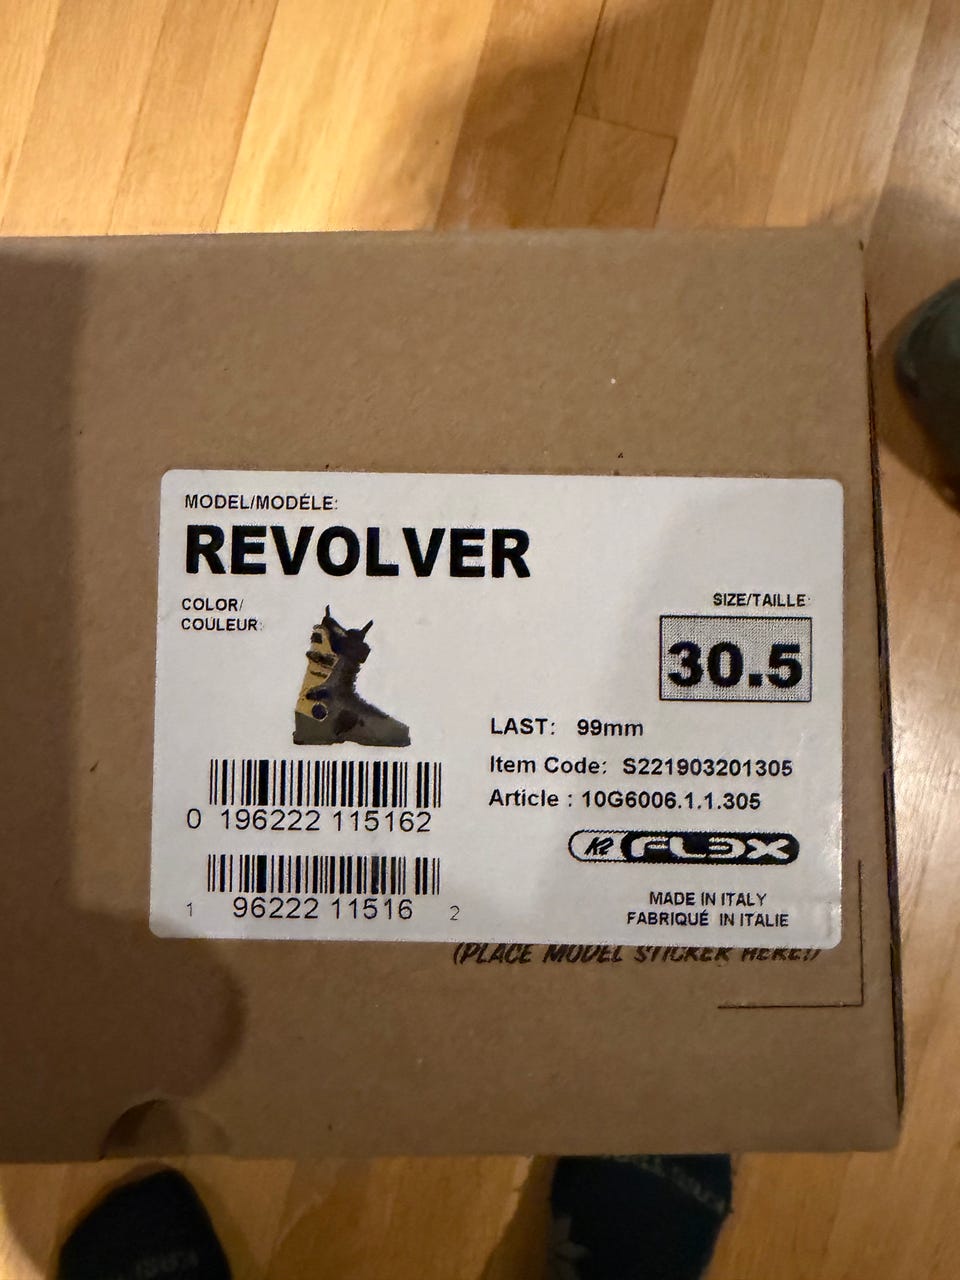 MODEL/MODÉLE:
REVOLVER
COLOR/
COULEUR:
SIZE/TAILLE:
30.5
LAST: 99mm
Item Code: S221903201305
Article : 10G6006.1.1.305
0 196222 115162
K2 FLEX
1 96222 11516 2
MADE IN ITALY
FABRIQUÉ IN ITALIE
(PLACE MODEL STICKER HERE!)